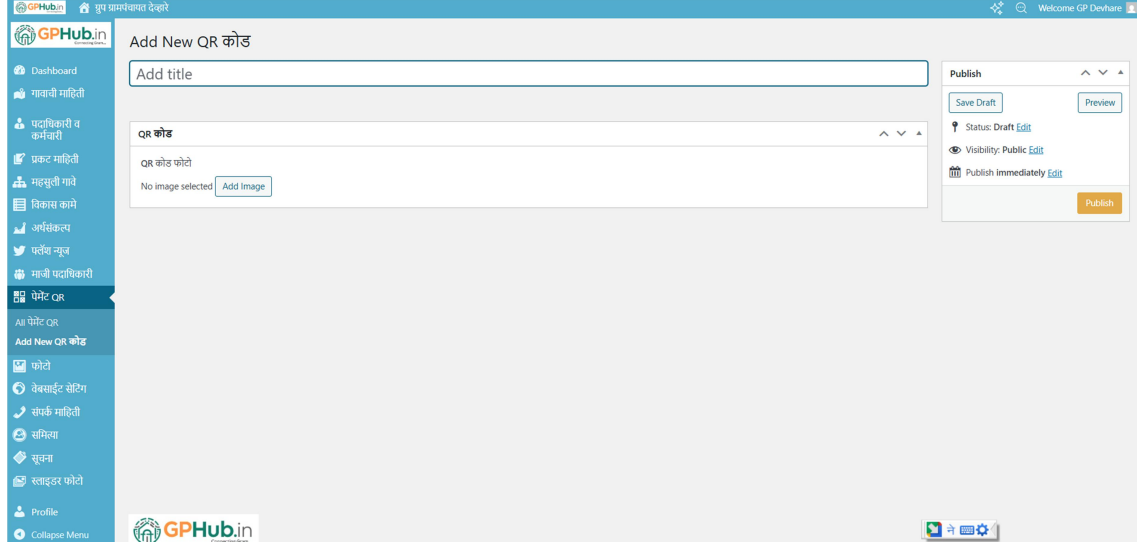 GPHub.in ग्रुप ग्रामपंचायत देव्हारे Welcome GP Devhare
GPHub.in
Add New QR कोड
Add title
Publish
Save Draft Preview
Status: Draft Edit
Visibility: Public Edit
Publish immediately Edit
Publish
QR कोड
QR कोड फोटो
No image selected Add Image
Dashboard
गावाची माहिती
पदाधिकारी व
कर्मचारी
प्रकट माहिती
महसुली गावे
विकास कामे
अर्थसंकल्प
फ्लॅश न्यूज
माजी पदाधिकारी
पेमेंट QR
All पेमेंट QR
Add New QR कोड
फोटो
वेबसाईट सेटिंग
संपर्क माहिती
समित्या
सूचना
स्लाइडर फोटो
Profile
Collapse Menu
GPHub.in
ने